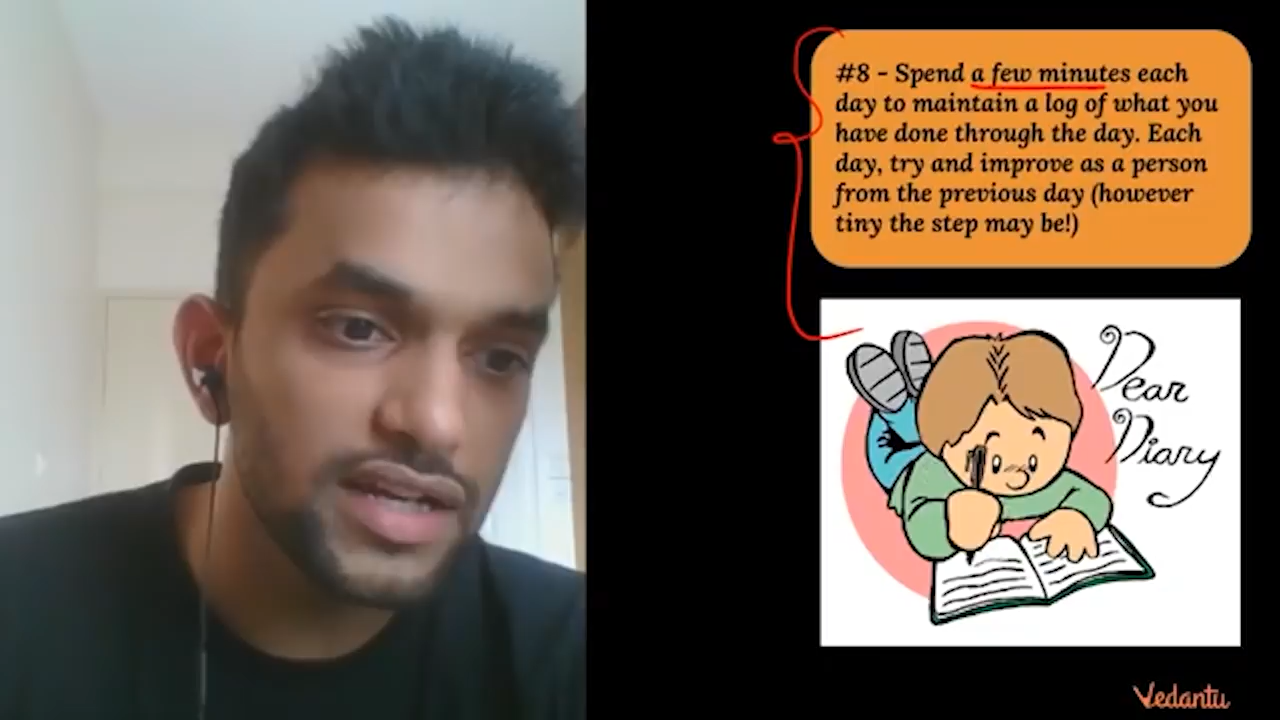 #8 - Spend a few minutes each
day to maintain a log of what you
have done through the day. Each
day, try and improve as a person
from the previous day (however
tiny the step may be!)
Dear
Diary
Vedantu